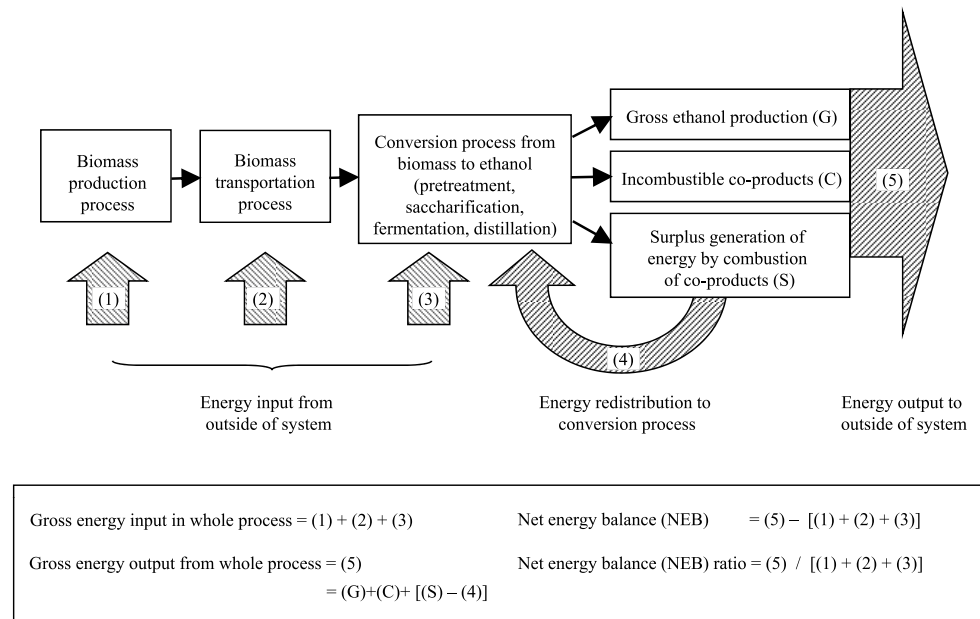 Biomass
production
process
Biomass
transportation
process
Conversion process from
biomass to ethanol
(pretreatment,
saccharification,
fermentation, distillation)
Gross ethanol production (G)
Incombustible co-products (C)
Surplus generation of
energy by combustion
of co-products (S)
(1)
(2)
(3)
(4)
(5)
Energy input from
outside of system
Energy redistribution to
conversion process
Energy output to
outside of system
Gross energy input in whole process = (1) + (2) + (3)
Gross energy output from whole process = (5)
= (G)+(C)+ [(S) – (4)]
Net energy balance (NEB) = (5) – [(1) + (2) + (3)]
Net energy balance (NEB) ratio = (5) / [(1) + (2) + (3)]